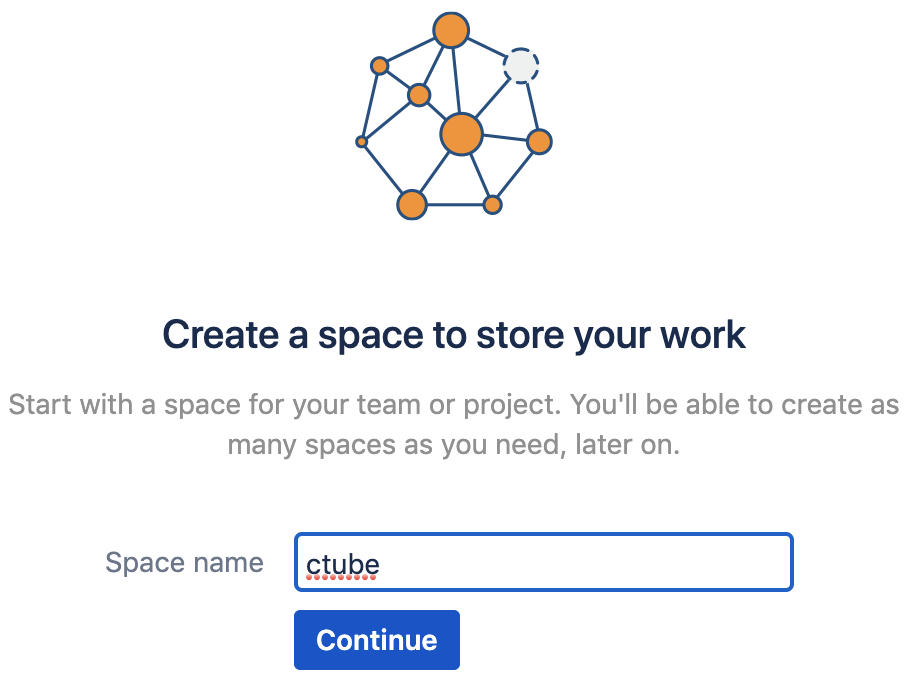 Create a space to store your work
Start with a space for your team or project. You'll be able to create as
many spaces as you need, later on.
Space name
ctube
Continue